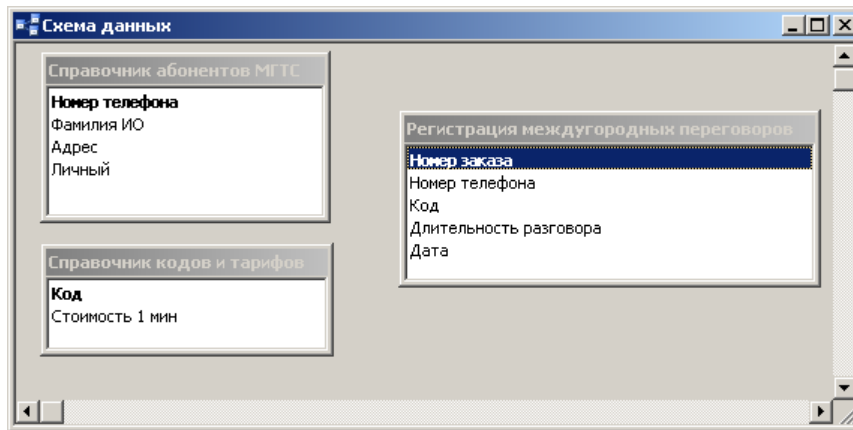 Схема данных
Справочник абонентов МГТС
Номер телефона
Фамилия ИО
Адрес
Личный
Регистрация междугородных переговоров
Номер заказа
Номер телефона
Код
Длительность разговора
Дата
Справочник кодов и тарифов
Код
Стоимость 1 мин